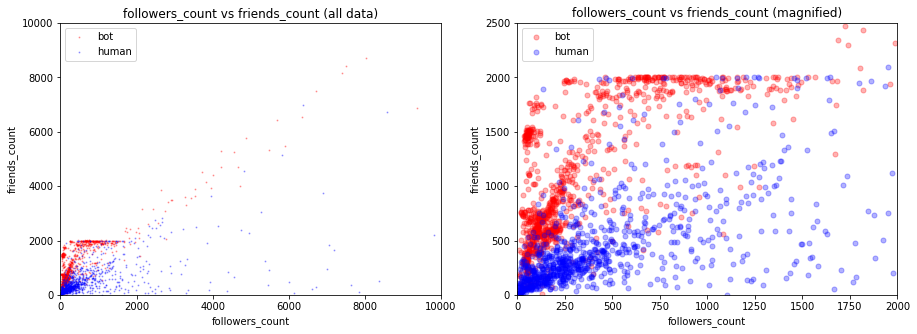 followers_count vs friends_count (all data)
friends_count
10000
8000
6000
4000
2000
0
bot
human
0 2000 4000 6000 8000 10000
followers_count
followers_count vs friends_count (magnified)
friends_count
2500
2000
1500
1000
500
0
bot
human
0 250 500 750 1000 1250 1500 1750 2000
followers_count